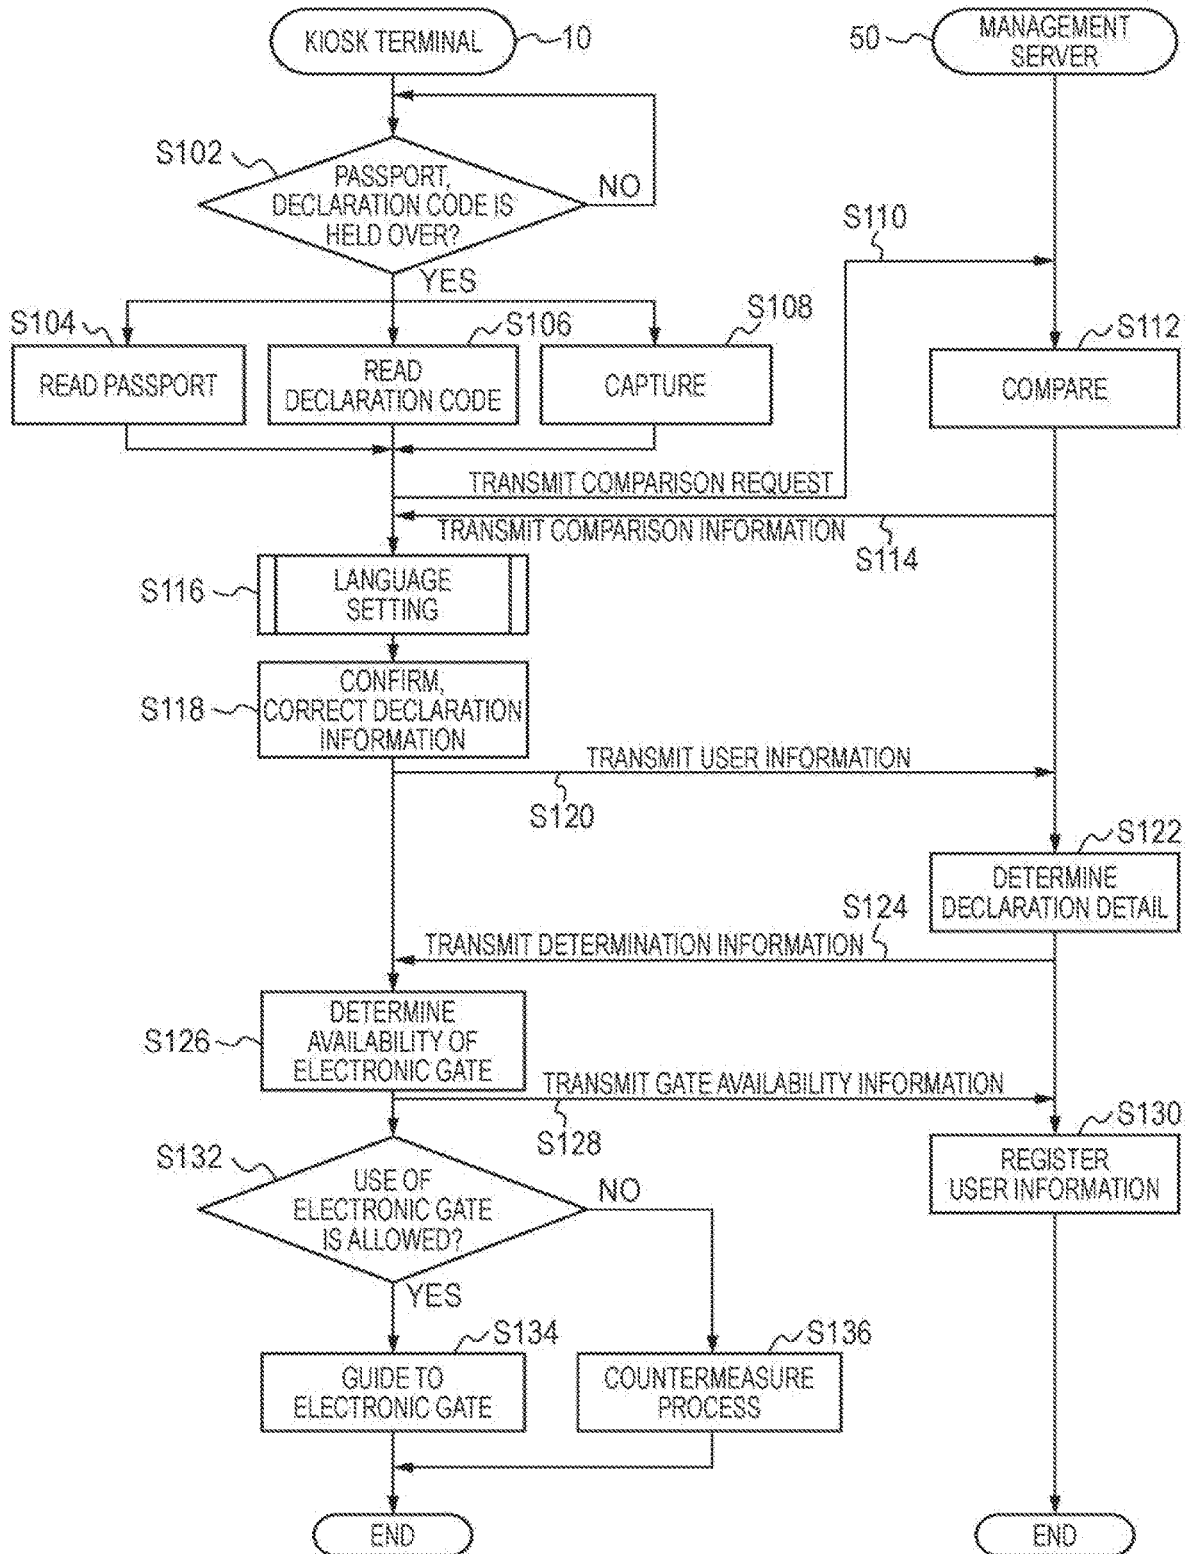 KIOSK TERMINAL
10
50
MANAGEMENT
SERVER
S102
PASSPORT,
DECLARATION CODE IS
HELD OVER?
NO
YES
S110
S104
READ PASSPORT
S106
READ
DECLARATION CODE
S108
CAPTURE
S112
COMPARE
TRANSMIT COMPARISON REQUEST
TRANSMIT COMPARISON INFORMATION
S114
S116
LANGUAGE
SETTING
S118
CONFIRM,
CORRECT DECLARATION
INFORMATION
TRANSMIT USER INFORMATION
S120
S122
DETERMINE
DECLARATION DETAIL
S124
TRANSMIT DETERMINATION INFORMATION
S126
DETERMINE
AVAILABILITY OF
ELECTRONIC GATE
TRANSMIT GATE AVAILABILITY INFORMATION
S128
S130
REGISTER
USER INFORMATION
S132
USE OF
ELECTRONIC GATE
IS ALLOWED?
NO
YES
S134
GUIDE TO
ELECTRONIC GATE
S136
COUNTERMEASURE
PROCESS
END
END